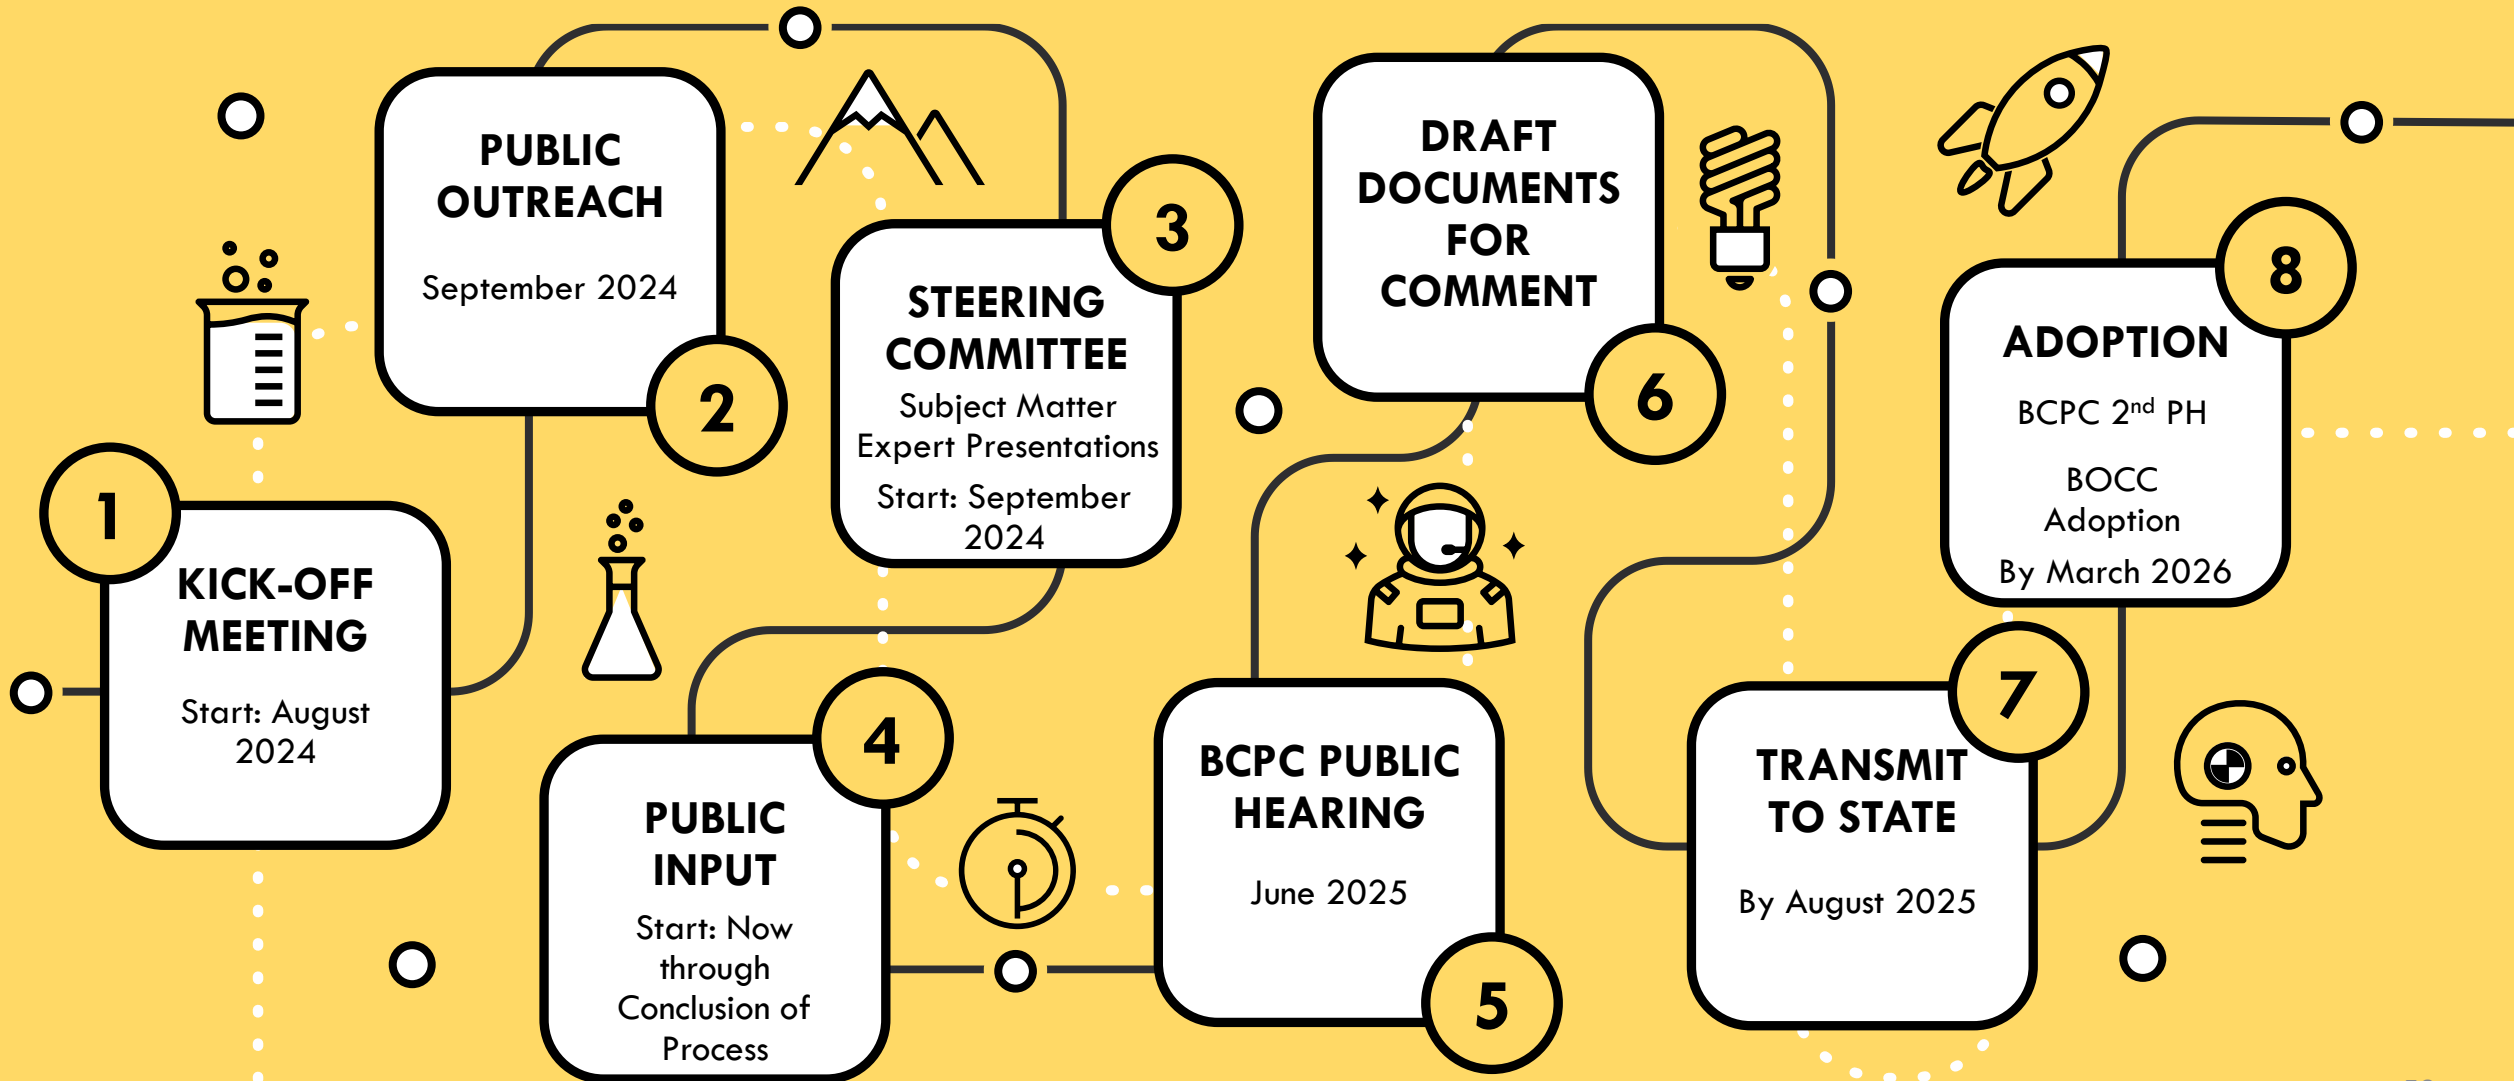 1
KICK-OFF
MEETING
Start: August
2024
PUBLIC
OUTREACH
September 2024
2
3
STEERING
COMMITTEE
Subject Matter
Expert Presentations
Start: September
2024
4
PUBLIC
INPUT
Start: Now
through
Conclusion of
Process
BCPC PUBLIC
HEARING
June 2025
5
DRAFT
DOCUMENTS
FOR
COMMENT
6
7
TRANSMIT
TO STATE
By August 2025
8
ADOPTION
BCPC 2nd PH
BOCC
Adoption
By March 2026